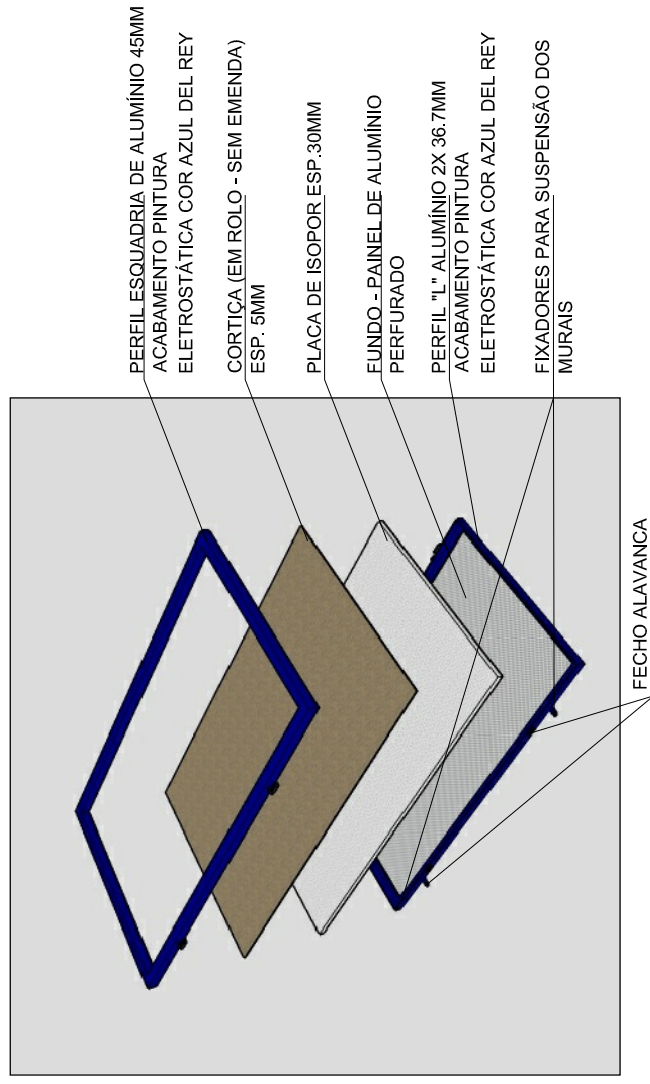 PERFIL ESQUADRIA DE ALUMÍNIO 45MM
ACABAMENTO PINTURA
ELETROSTÁTICA COR AZUL DEL REY
CORTIÇA (EM ROLO - SEM EMENDA)
ESP. 5MM
PLACA DE ISOPOR ESP.30MM
FUNDO - PAINEL DE ALUMÍNIO
PERFURADO
PERFIL "L" ALUMÍNIO 2X 36.7MM
ACABAMENTO PINTURA
ELETROSTÁTICA COR AZUL DEL REY
FIXADORES PARA SUSPENSÃO DOS
MURAIS
FECHO ALAVANCA